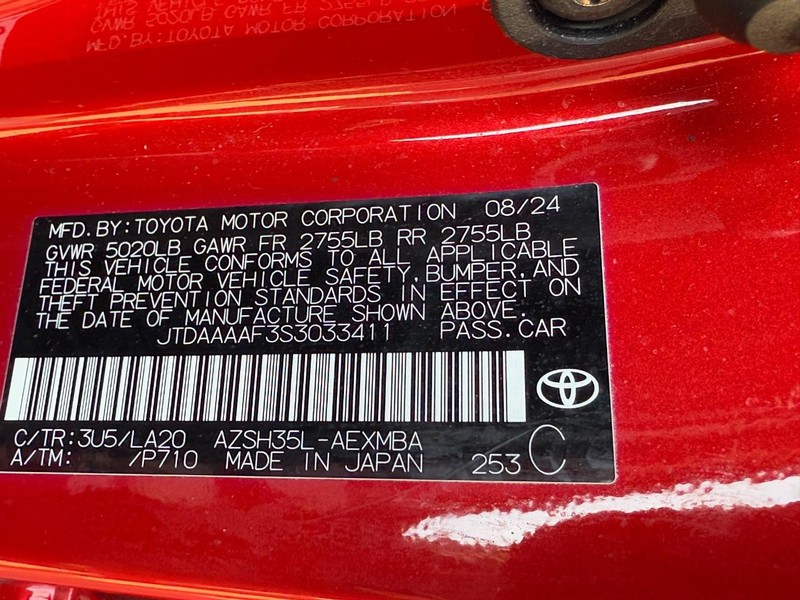 MFD.BY:TOYOTA MOTOR CORPORATION 08/24
GVWR 5020LB GAWR FR 2755LB RR 2755LB
THIS VEHICLE CONFORMS TO ALL APPLICABLE
FEDERAL MOTOR VEHICLE SAFETY,BUMPER,AND
THEFT PREVENTION STANDARDS IN EFFECT ON
THE DATE OF MANUFACTURE SHOWN ABOVE.
JTDAAAAF3S3033411 PASS.CAR
C/TR:3U5/LA20 AZSH35L-AEXMBA
A/TM: /P710 MADE IN JAPAN 253 C